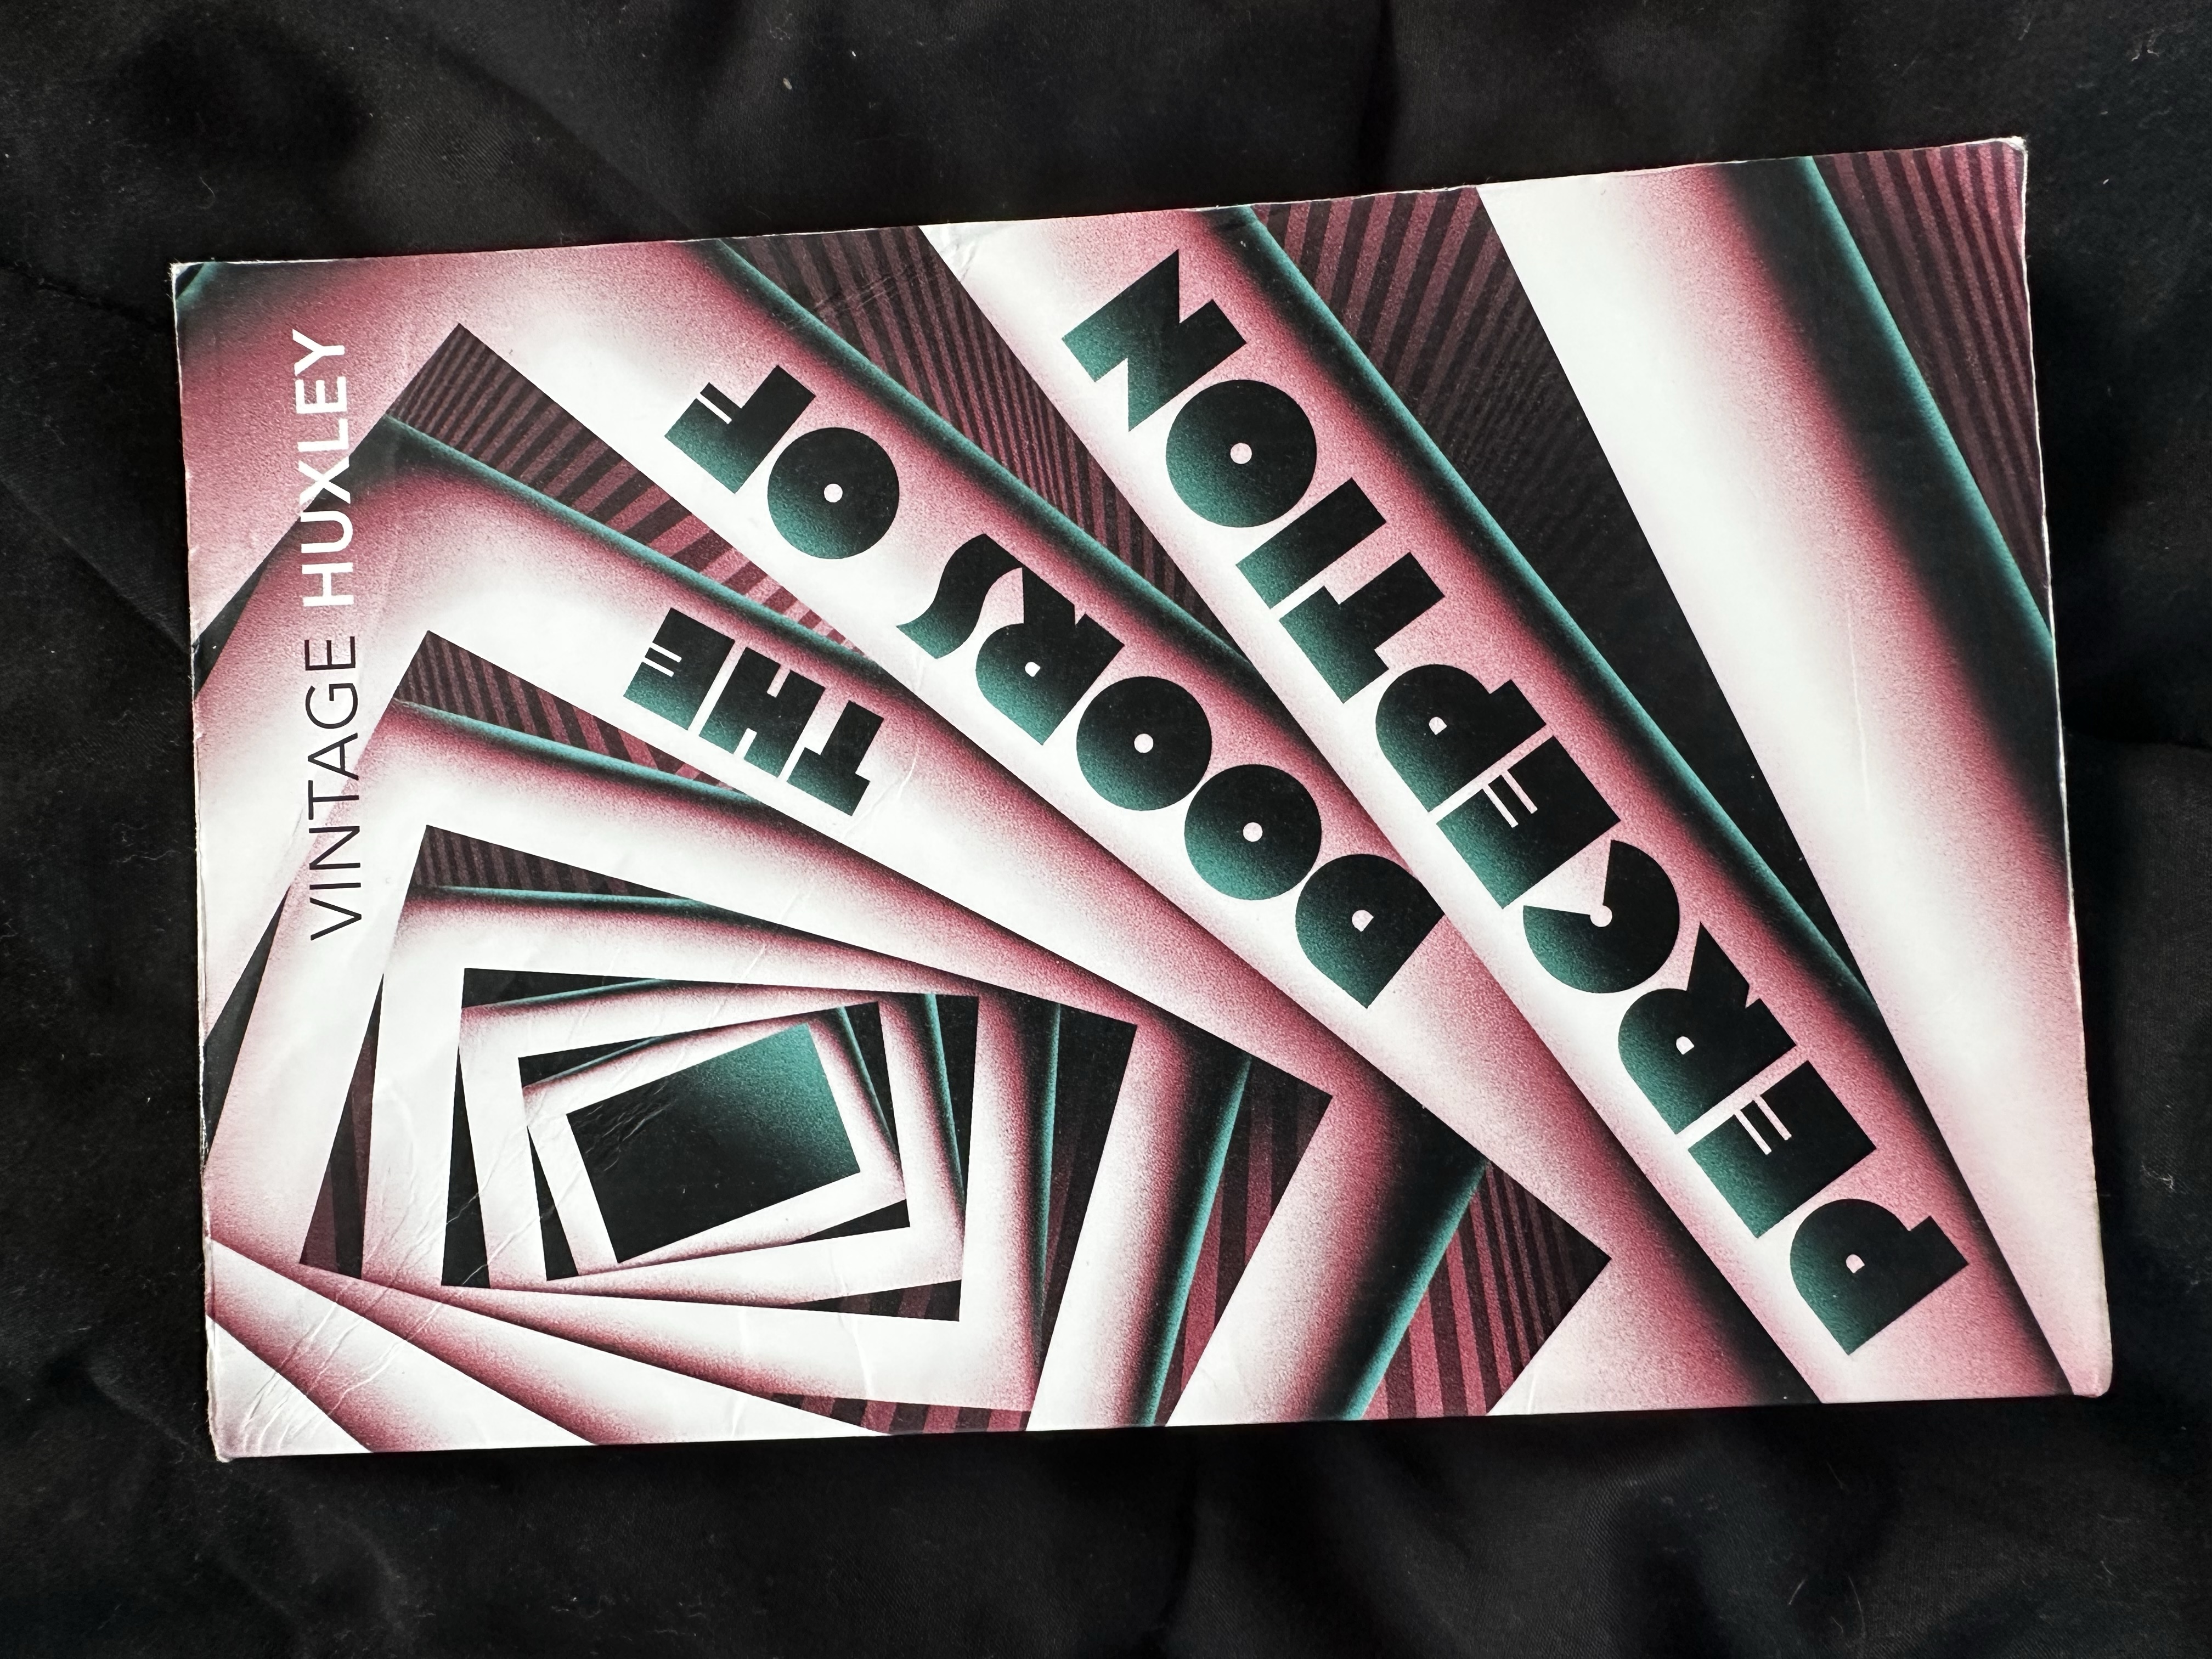 VINTAGE HUXLEY
THE
DOORS OF
PERCEPTION